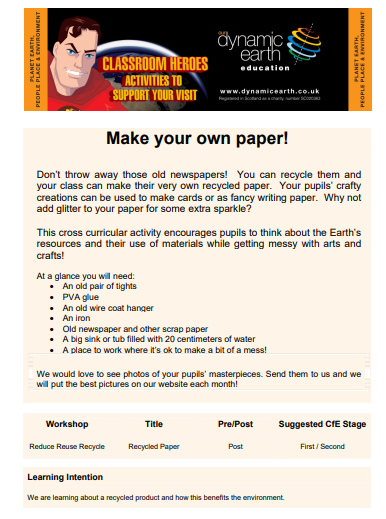 PLANET EARTH,
PEOPLE PLACE & ENVIRONMENT
CLASSROOM HEROES
ACTIVITIES TO
SUPPORT YOUR VISIT
our
dynamic
earth
education
www.dynamicearth.co.uk
Registered in Scotland as a charity, number
PLANET EARTH,
PEOPLE PLACE & ENVIRONMENT
Make your own paper!
Don't throw away those old newspapers! You can recycle them and
your class can make their very own recycled paper. Your pupils' crafty
creations can be used to make cards or as fancy writing paper. Why not
add glitter to your paper for some extra sparkle?
This cross curricular activity encourages pupils to think about the Earth's
resources and their use of materials while getting messy with arts and
crafts!
At a glance you will need:
• An old pair of tights
• PVA glue
• An old wire coat hanger
• An iron
• Old newspaper and other scrap paper
• A big sink or tub filled with 20 centimeters of water
• A place to work where it's ok to make a bit of a mess!
We would love to see photos of your pupils' masterpieces. Send them to us and we
will put the best pictures on our website each month!
Workshop Title Pre/Post Suggested CfE Stage
Reduce Reuse Recycle Recycled Paper Post First / Second
Learning Intention
We are learning about a recycled product and how this benefits the environment.